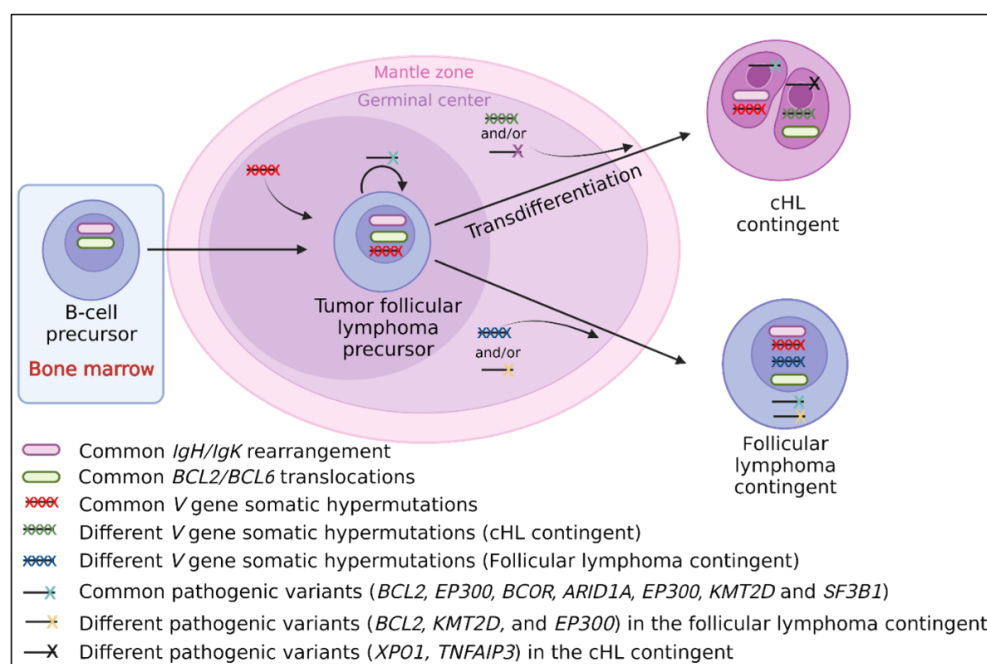 Mantle zone
Germinal center
and/or
Transdifferentiation
cHL
contingent
B-cell
precursor
Bone marrow
Tumor follicular
lymphoma
precursor
and/or
Follicular
lymphoma
contingent
Common IgH/IgK rearrangement
Common BCL2/BCL6 translocations
Common V gene somatic hypermutations
Different V gene somatic hypermutations (cHL contingent)
Different V gene somatic hypermutations (Follicular lymphoma contingent)
Common pathogenic variants (BCL2, EP300, BCOR, ARID1A, EP300, KMT2D and SF3B1)
Different pathogenic variants (BCL2, KMT2D, and EP300) in the follicular lymphoma contingent
Different pathogenic variants (XPO1, TNFAIP3) in the cHL contingent